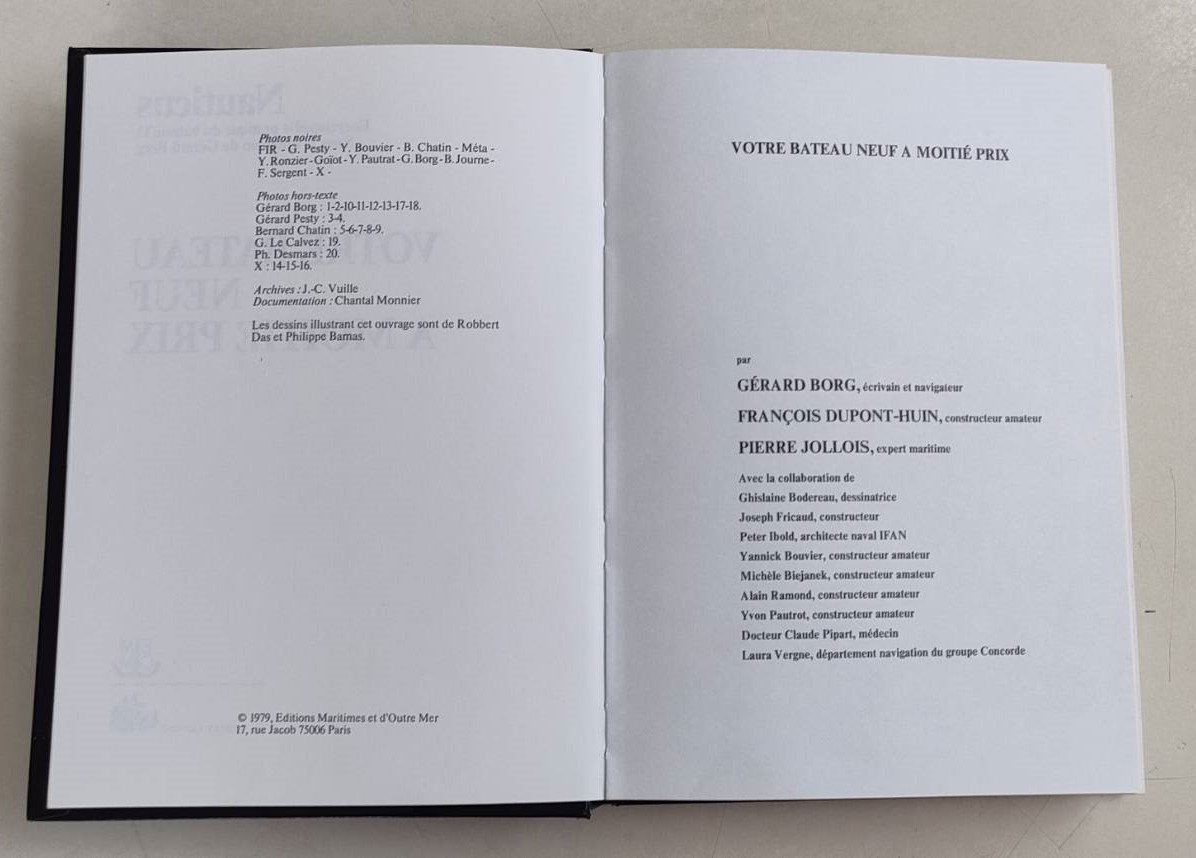 Photos noires
FIR - G. Pesty - Y. Bouvier - B. Chatin - Méta -
Y. Ronzier - Goïot - Y. Pautrat - G. Borg - B. Journe -
F. Sergent - X -
Photos hors-texte
Gérard Borg : 1-2-10-11-12-13-17-18.
Gérard Pesty : 3-4.
Bernard Chatin : 5-6-7-8-9.
G. Le Calvez : 19.
Ph. Desmars : 20.
X : 14-15-16.
Archives : J.-C. Vuille
Documentation : Chantal Monnier
Les dessins illustrant cet ouvrage sont de Robbert
Das et Philippe Bamas.
© 1979, Editions Maritimes et d'Outre Mer
17, rue Jacob 75006 Paris
VOTRE BATEAU NEUF A MOITIÉ PRIX
par
GÉRARD BORG, écrivain et navigateur
FRANÇOIS DUPONT-HUIN, constructeur amateur
PIERRE JOLLOIS, expert maritime
Avec la collaboration de
Ghislaine Bodereau, dessinatrice
Joseph Fricaud, constructeur
Peter Ibold, architecte naval IFAN
Yannick Bouvier, constructeur amateur
Michèle Biejanek, constructeur amateur
Alain Ramond, constructeur amateur
Yvon Pautrot, constructeur amateur
Docteur Claude Pipart, médecin
Laura Vergne, département navigation du groupe Concorde